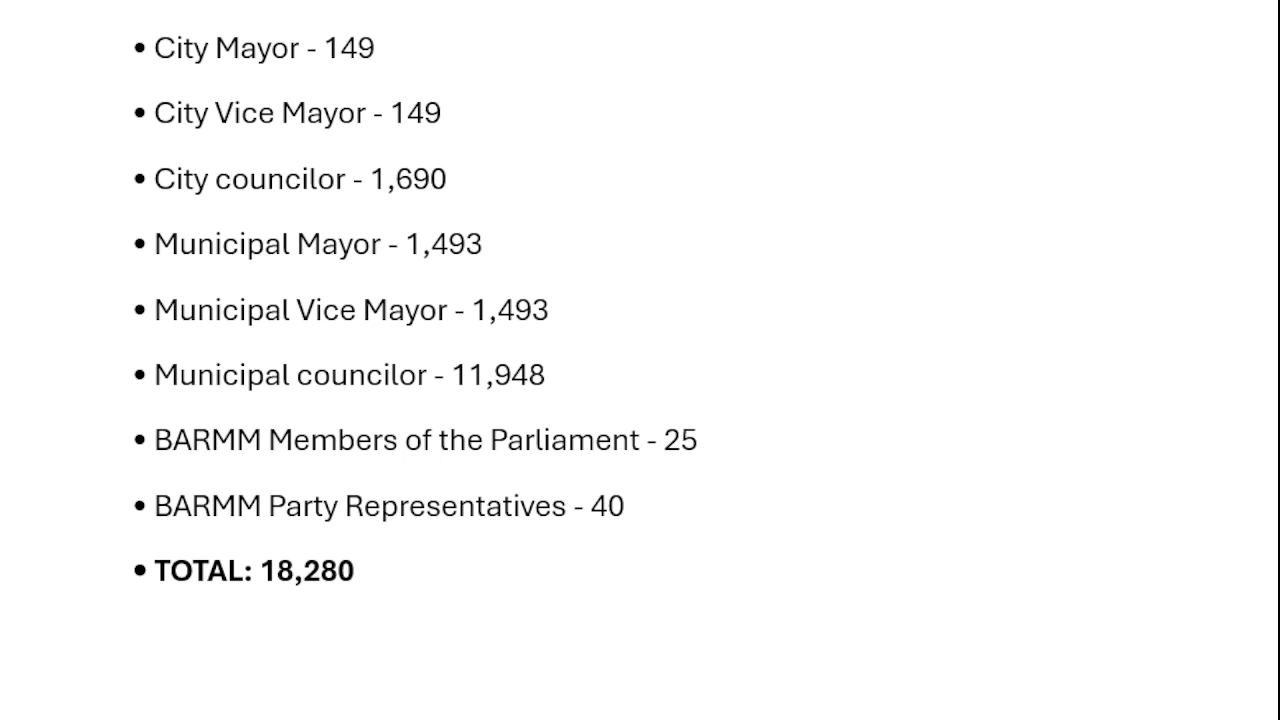 • City Mayor - 149
• City Vice Mayor - 149
• City councilor - 1,690
• Municipal Mayor - 1,493
• Municipal Vice Mayor - 1,493
• Municipal councilor - 11,948
• BARMM Members of the Parliament - 25
• BARMM Party Representatives - 40
• TOTAL: 18,280